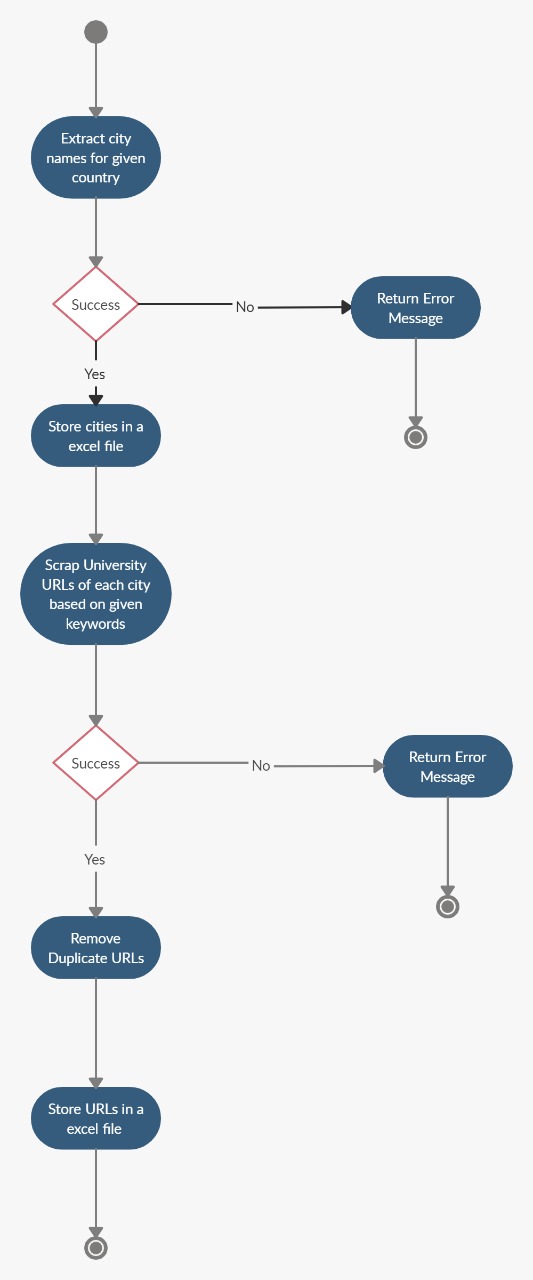 Extract city
names for given
country
Success
No
Return Error
Message
Yes
Store cities in a
excel file
Scrap University
URLs of each city
based on given
keywords
Success
No
Return Error
Message
Yes
Remove
Duplicate URLs
Store URLs in a
excel file